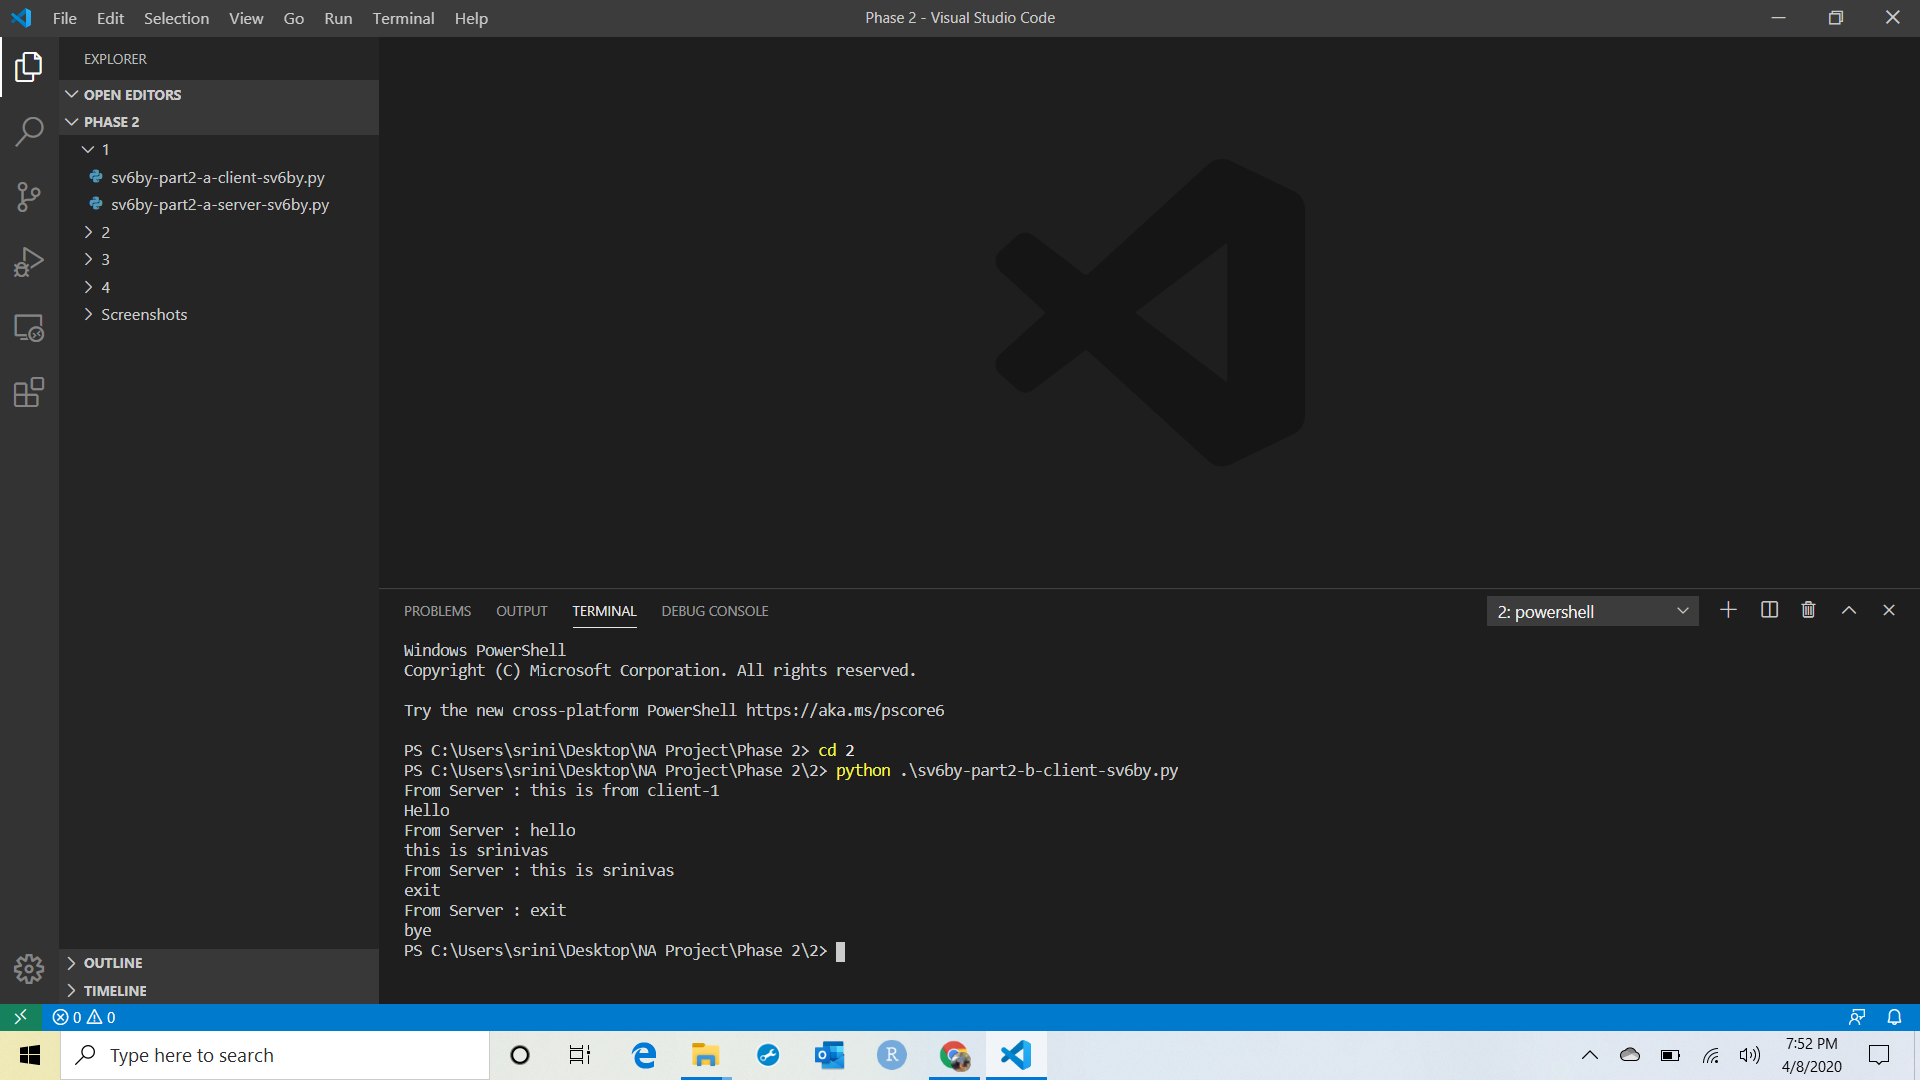 File Edit Selection View Go Run Terminal Help
Phase 2 - Visual Studio Code
EXPLORER
OPEN EDITORS
PHASE 2
1
sv6by-part2-a-client-sv6by.py
sv6by-part2-a-server-sv6by.py
2
3
4
Screenshots
OUTLINE
TIMELINE
PROBLEMS OUTPUT TERMINAL DEBUG CONSOLE
2: powershell
Windows PowerShell
Copyright (C) Microsoft Corporation. All rights reserved.
Try the new cross-platform PowerShell https://aka.ms/pscore6
PS C:\Users\srini\Desktop\NA Project\Phase 2> cd 2
PS C:\Users\srini\Desktop\NA Project\Phase 2\2> python .\sv6by-part2-b-client-sv6by.py
From Server : this is from client-1
Hello
From Server : hello
this is srinivas
From Server : this is srinivas
exit
From Server : exit
bye
PS C:\Users\srini\Desktop\NA Project\Phase 2\2>
0 0
Type here to search
R
7:52 PM
4/8/2020